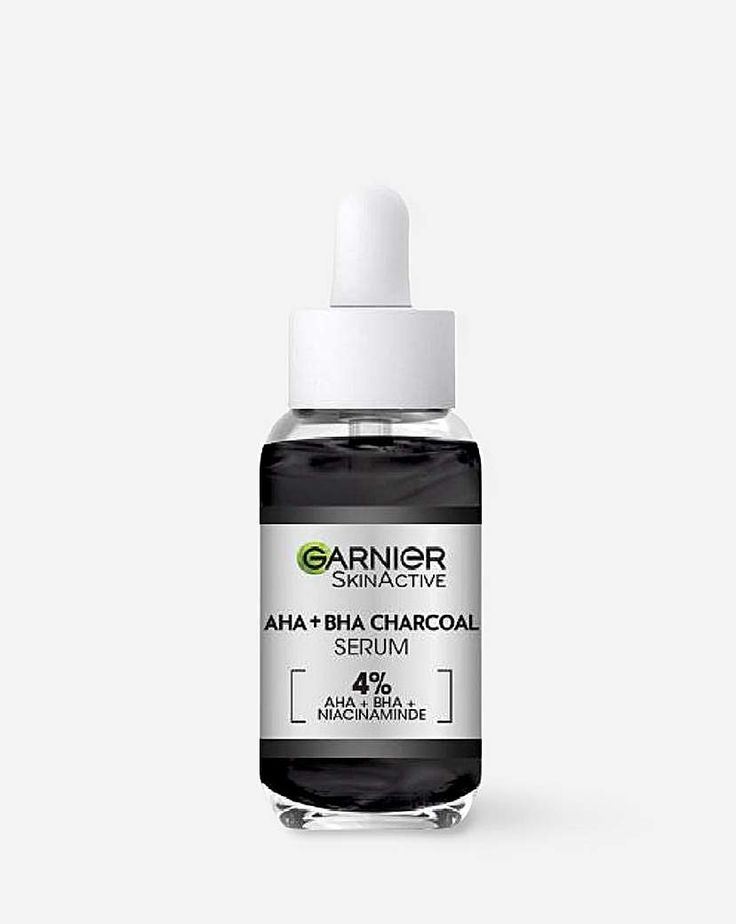 GARNIER
SKINACTIVE
AHA + BHA CHARCOAL
SERUM
4%
AHA + BHA +
NIACINAMINDE